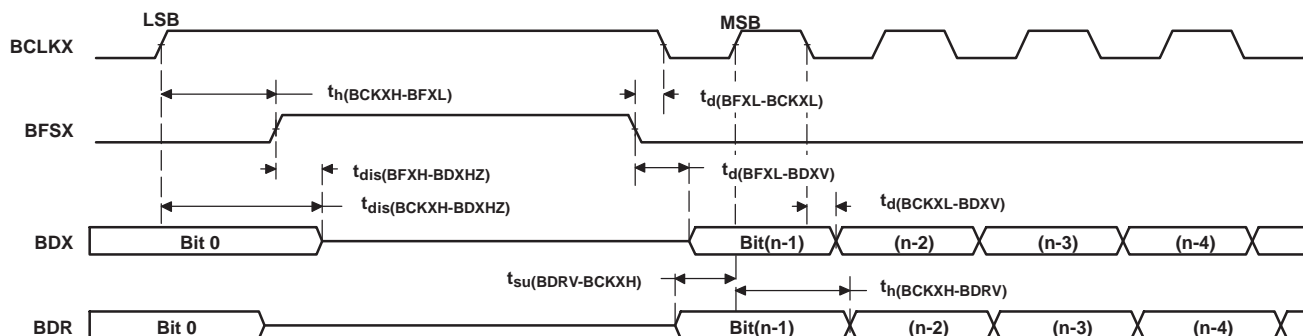 LSB MSB
BCLKX
th(BCKXH-BFXL) td(BFXL-BCKXL)
BFSX
tdis(BFXH-BDXHZ) td(BFXL-BDXV)
tdis(BCKXH-BDXHZ) td(BCKXL-BDXV)
BDX Bit 0 Bit(n-1) (n-2) (n-3) (n-4)
tsu(BDRV-BCKXH) th(BCKXH-BDRV)
BDR Bit 0 Bit(n-1) (n-2) (n-3) (n-4)